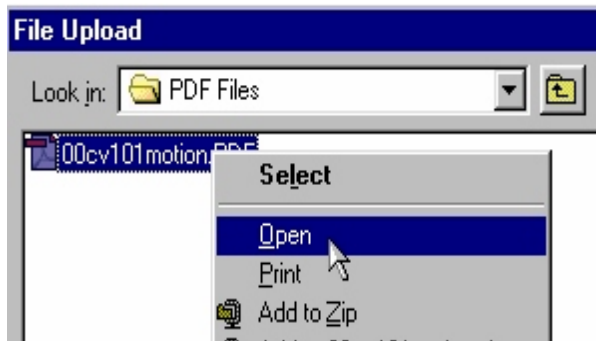 File Upload
Look in: PDF Files
00cv101motion.PDF
Select
Open
Print
Add to Zip